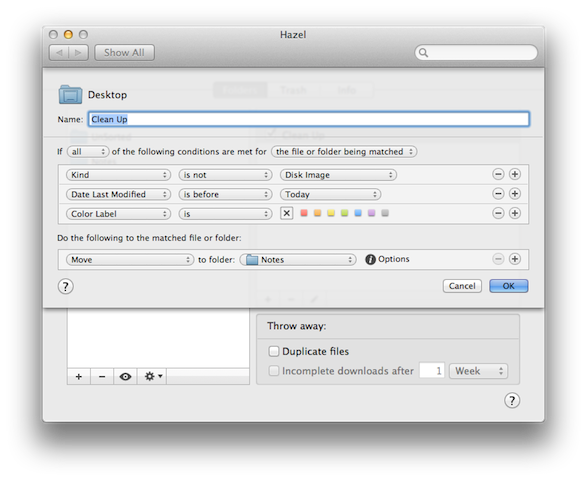 Hazel
Show All
Desktop
Name: Clean Up
If all of the following conditions are met for the file or folder being matched
Kind is not Disk Image
Date Last Modified is before Today
Color Label is
Do the following to the matched file or folder:
Move to folder: Notes Options
? Cancel OK
Throw away:
Duplicate files
Incomplete downloads after 1 Week
?